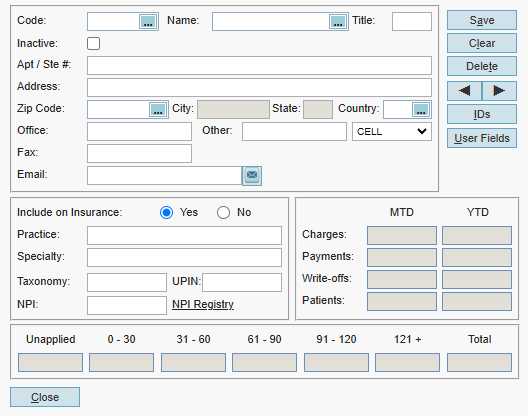 Code: ... Name: ... Title: Save
Inactive: Clear
Apt / Ste #: Delete
Address:
Zip Code: ... City: State: Country: ...
IDs
Office: Other: CELL User Fields
Fax:
Email:
Include on Insurance: Yes No
Practice:
Specialty:
Taxonomy: UPIN:
NPI: NPI Registry
MTD YTD
Charges:
Payments:
Write-offs:
Patients:
Unapplied 0 - 30 31 - 60 61 - 90 91 - 120 121 + Total
Close